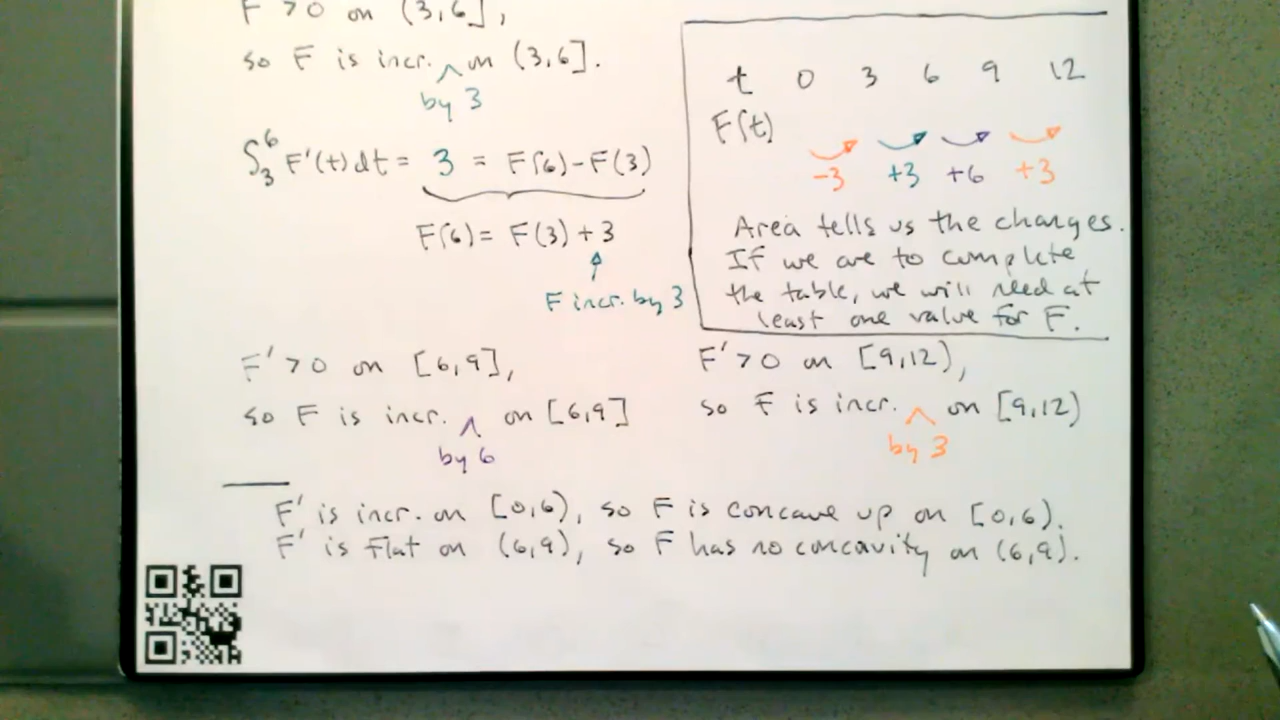 F' > 0 on (3,6],
so F is incr. ^ on (3,6].
by 3
∫₃⁶ F'(t) dt = 3 = F(6) - F(3)
F(6) = F(3) + 3
F incr. by 3
t 0 3 6 9 12
F(t)
-3 +3 +6 +3
Area tells us the changes.
If we are to complete
the table, we will need at
least one value for F.
F' > 0 on [6,9],
so F is incr. ^ on [6,9]
by 6
F' > 0 on [9,12),
so F is incr. ^ on [9,12)
by 3
F' is incr. on [0,6), so F is concave up on [0,6).
F' is flat on (6,9), so F has no concavity on (6,9).